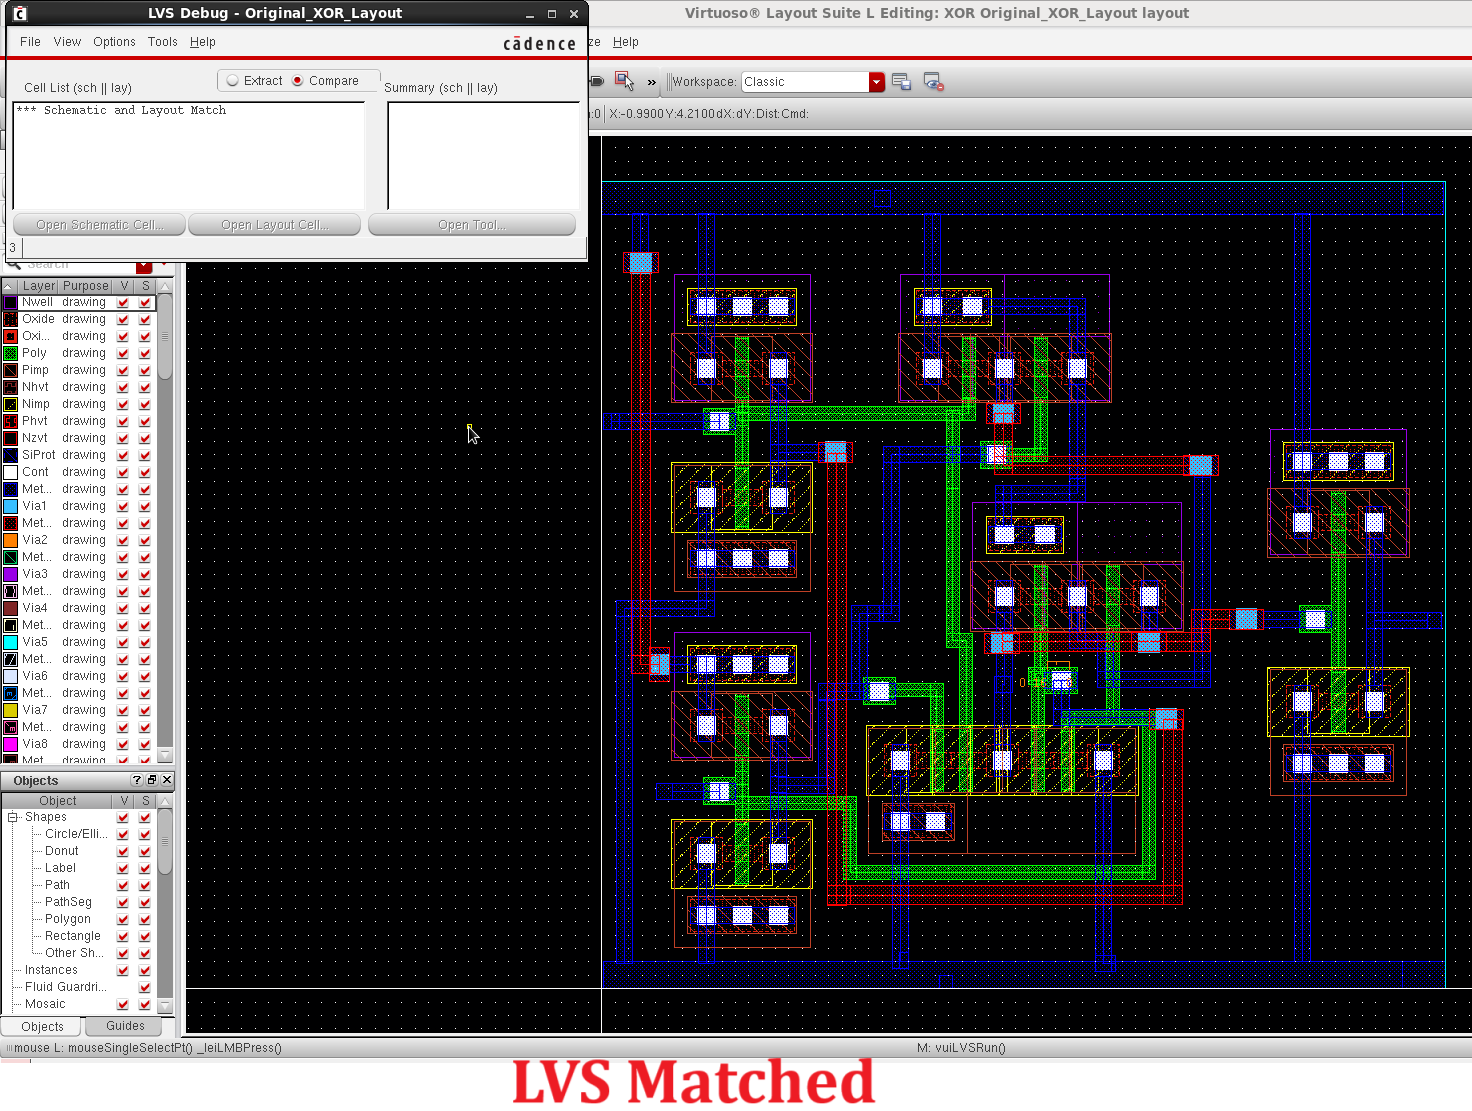 LVS Debug - Original_XOR_Layout
Virtuoso® Layout Suite L Editing: XOR Original_XOR_Layout layout
File View Options Tools Help
cādence
ze Help
Extract Compare
Cell List (sch || lay)
Summary (sch || lay)
*** Schematic and Layout Match
» Workspace: Classic
:0 X:-0.9900 Y:4.2100 dX: dY: Dist: Cmd:
Open Schematic Cell... Open Layout Cell... Open Tool...
3
Search
Layer Purpose V S
Nwell drawing
Oxide drawing
Oxi... drawing
Poly drawing
Pimp drawing
Nhvt drawing
Nimp drawing
Phvt drawing
Nzvt drawing
SiProt drawing
Cont drawing
Met... drawing
Via1 drawing
Met... drawing
Via2 drawing
Met... drawing
Via3 drawing
Met... drawing
Via4 drawing
Met... drawing
Via5 drawing
Met... drawing
Via6 drawing
Met... drawing
Via7 drawing
Met... drawing
Via8 drawing
Met drawing
Objects
Object V S
Shapes
Circle/Elli...
Donut
Label
Path
PathSeg
Polygon
Rectangle
Other Sh...
Instances
Fluid Guardri...
Mosaic
Objects Guides
mouse L: mouseSingleSelectPt() _leiLMBPress()
M: vuiLVSRun()
LVS Matched